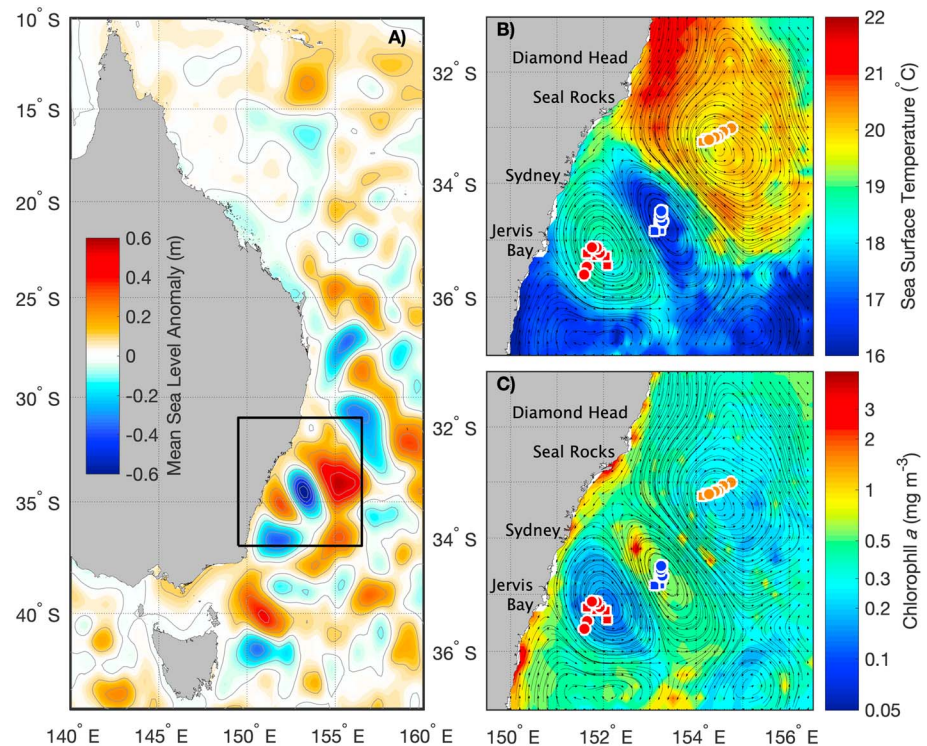 A)
10° S
15° S
20° S
25° S
30° S
35° S
40° S
140° E
145° E
150° E
155° E
160° E
0.6
0.4
0.2
0
-0.2
-0.4
-0.6
Mean Sea Level Anomaly (m)
B)
32° S
34° S
36° S
Diamond Head
Seal Rocks
Sydney
Jervis
Bay
22
21
20
19
18
17
16
Sea Surface Temperature (°C)
C)
32° S
34° S
36° S
Diamond Head
Seal Rocks
Sydney
Jervis
Bay
150° E
152° E
154° E
156° E
3
2
1
0.5
0.3
0.2
0.1
0.05
Chlorophll a (mg m-3)